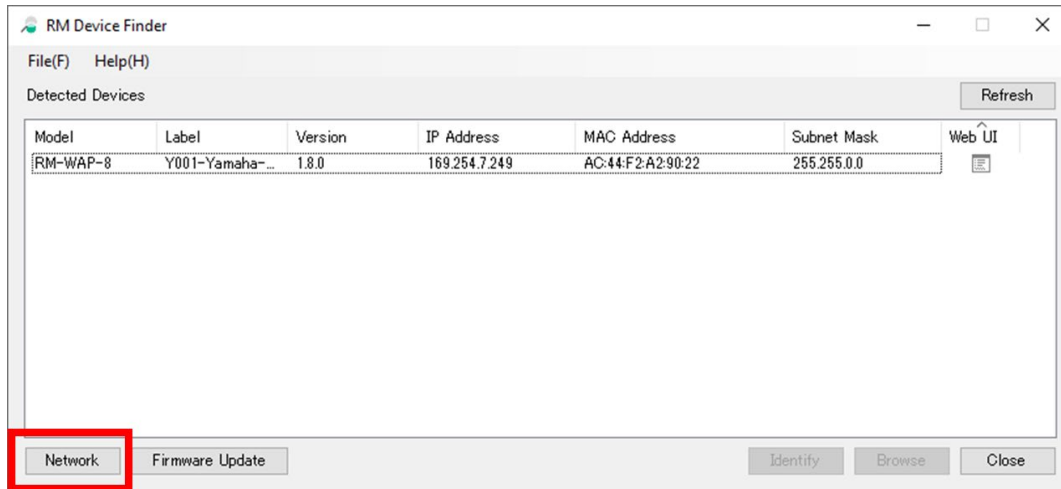 RM Device Finder
File(F) Help(H)
Detected Devices Refresh
Model Label Version IP Address MAC Address Subnet Mask Web UI
RM-WAP-8 Y001-Yamaha-... 1.8.0 169.254.7.249 AC:44:F2:A2:90:22 255.255.0.0
Network Firmware Update Identify Browse Close